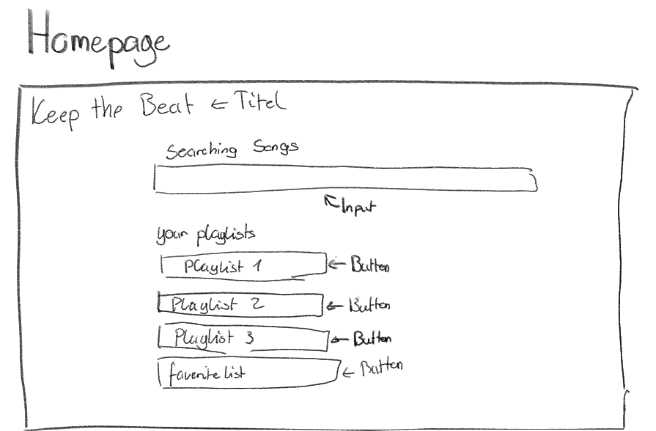 Homepage
Keep the Beat ← Titel
Searching Songs
Input
your playlists
Playlist 1 ← Button
Playlist 2 ← Button
Playlist 3 ← Button
favorite list ← Button